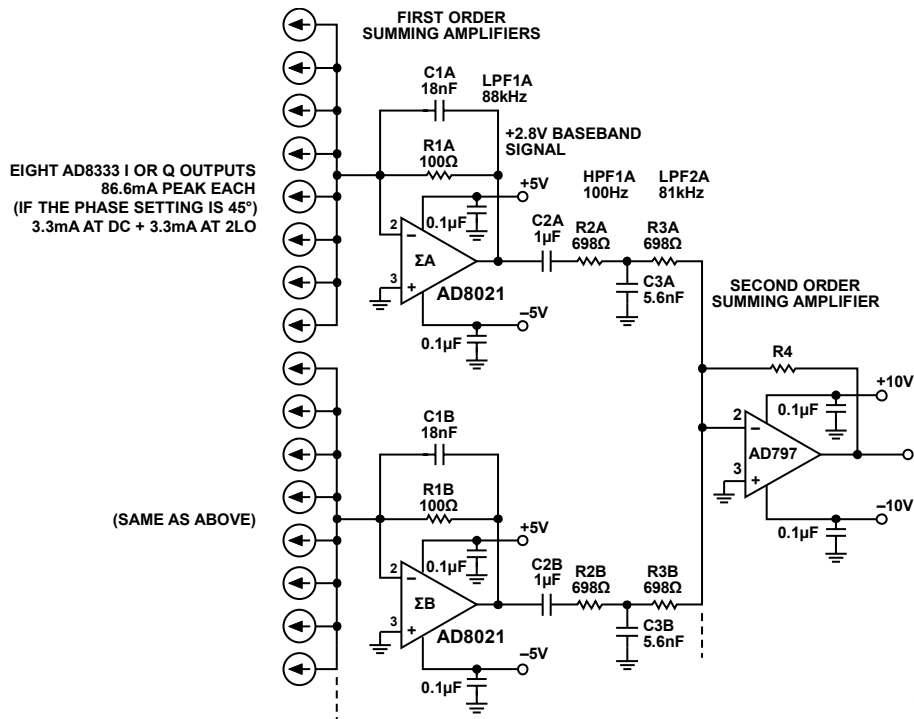 FIRST ORDER
SUMMING AMPLIFIERS
C1A
18nF
LPF1A
88kHz
R1A
100Ω
+2.8V BASEBAND
SIGNAL
EIGHT AD8333 I OR Q OUTPUTS
86.6mA PEAK EACH
(IF THE PHASE SETTING IS 45°)
3.3mA AT DC + 3.3mA AT 2LO
+5V
0.1µF
2
−
ΣA
3
+
AD8021
−5V
0.1µF
HPF1A
100Hz
LPF2A
81kHz
C2A
1µF
R2A
698Ω
R3A
698Ω
C3A
5.6nF
SECOND ORDER
SUMMING AMPLIFIER
R4
+10V
0.1µF
2
−
AD797
3
+
−10V
0.1µF
(SAME AS ABOVE)
C1B
18nF
R1B
100Ω
+5V
0.1µF
2
−
ΣB
3
+
AD8021
−5V
0.1µF
C2B
1µF
R2B
698Ω
R3B
698Ω
C3B
5.6nF